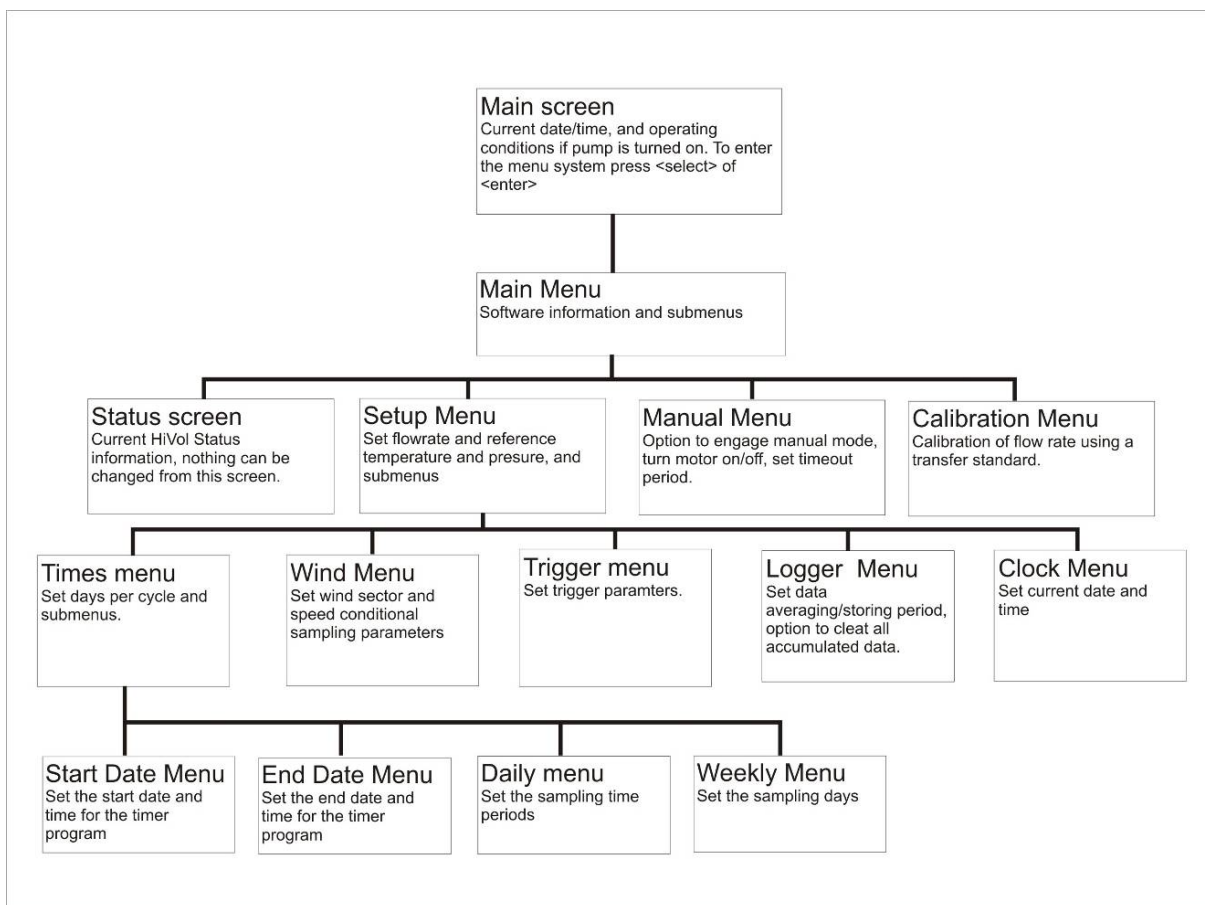 Main screen
Current date/time, and operating
conditions if pump is turned on. To enter
the menu system press <select> of
<enter>
Main Menu
Software information and submenus
Status screen
Current HiVol Status
information, nothing can be
changed from this screen.
Setup Menu
Set flowrate and reference
temperature and presure, and
submenus
Manual Menu
Option to engage manual mode,
turn motor on/off, set timeout
period.
Calibration Menu
Calibration of flow rate using a
transfer standard.
Times menu
Set days per cycle and
submenus.
Wind Menu
Set wind sector and
speed conditional
sampling parameters
Trigger menu
Set trigger paramters.
Logger Menu
Set data
averaging/storing period,
option to cleat all
accumulated data.
Clock Menu
Set current date and
time
Start Date Menu
Set the start date and
time for the timer
program
End Date Menu
Set the end date and
time for the timer
program
Daily menu
Set the sampling time
periods
Weekly Menu
Set the sampling days